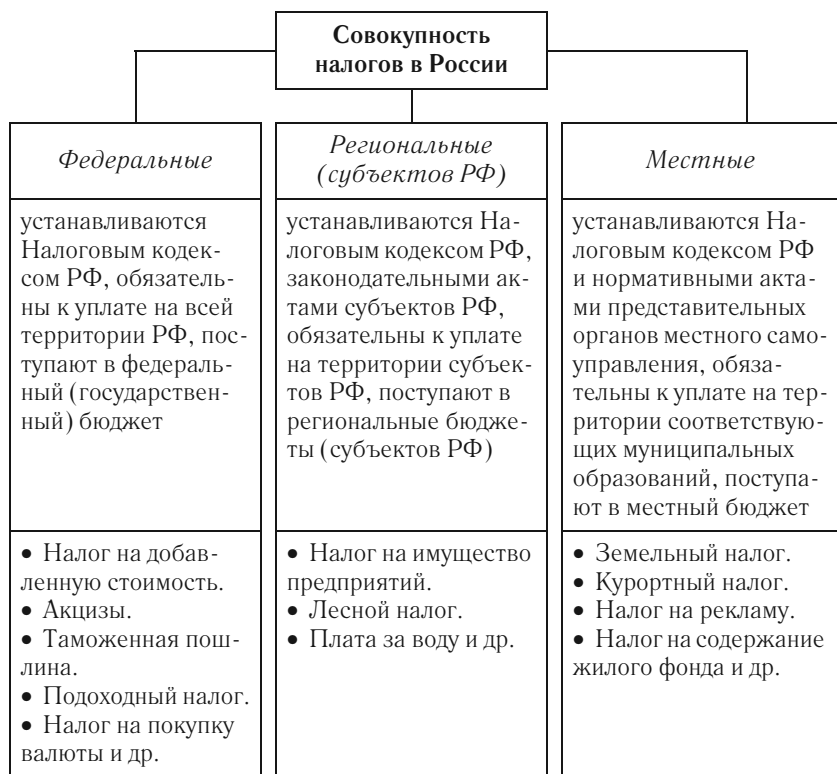 Совокупность
налогов в России
Федеральные
устанавливаются
Налоговым кодек-
сом РФ, обязатель-
ны к уплате на всей
территории РФ, пос-
тупают в федераль-
ный (государствен-
ный) бюджет
• Налог на добав-
ленную стоимость.
• Акцизы.
• Таможенная пош-
лина.
• Подоходный налог.
• Налог на покупку
валюты и др.
Региональные
(субъектов РФ)
устанавливаются На-
логовым кодексом РФ,
законодательными ак-
тами субъектов РФ,
обязательны к уплате
на территории субъек-
тов РФ, поступают в
региональные бюдже-
ты (субъектов РФ)
• Налог на имущество
предприятий.
• Лесной налог.
• Плата за воду и др.
Местные
устанавливаются На-
логовым кодексом РФ
и нормативными акта-
ми представительных
органов местного само-
управления, обяза-
тельны к уплате на тер-
ритории соответствую-
щих муниципальных
образований, поступа-
ют в местный бюджет
• Земельный налог.
• Курортный налог.
• Налог на рекламу.
• Налог на содержание
жилого фонда и др.